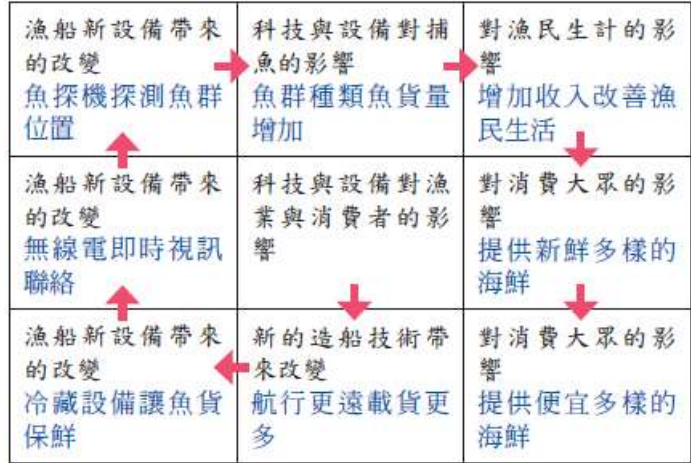 漁船新設備帶來
的改變
魚探機探測魚群
位置
科技與設備對捕
魚的影響
魚群種類魚貨量
增加
對漁民生計的影
響
增加收入改善漁
民生活
漁船新設備帶來
的改變
無線電即時視訊
聯絡
科技與設備對漁
業與消費者的影
響
對消費大眾的影
響
提供新鮮多樣的
海鮮
漁船新設備帶來
的改變
冷藏設備讓魚貨
保鮮
新的造船技術帶
來改變
航行更遠載貨更
多
對消費大眾的影
響
提供便宜多樣的
海鮮